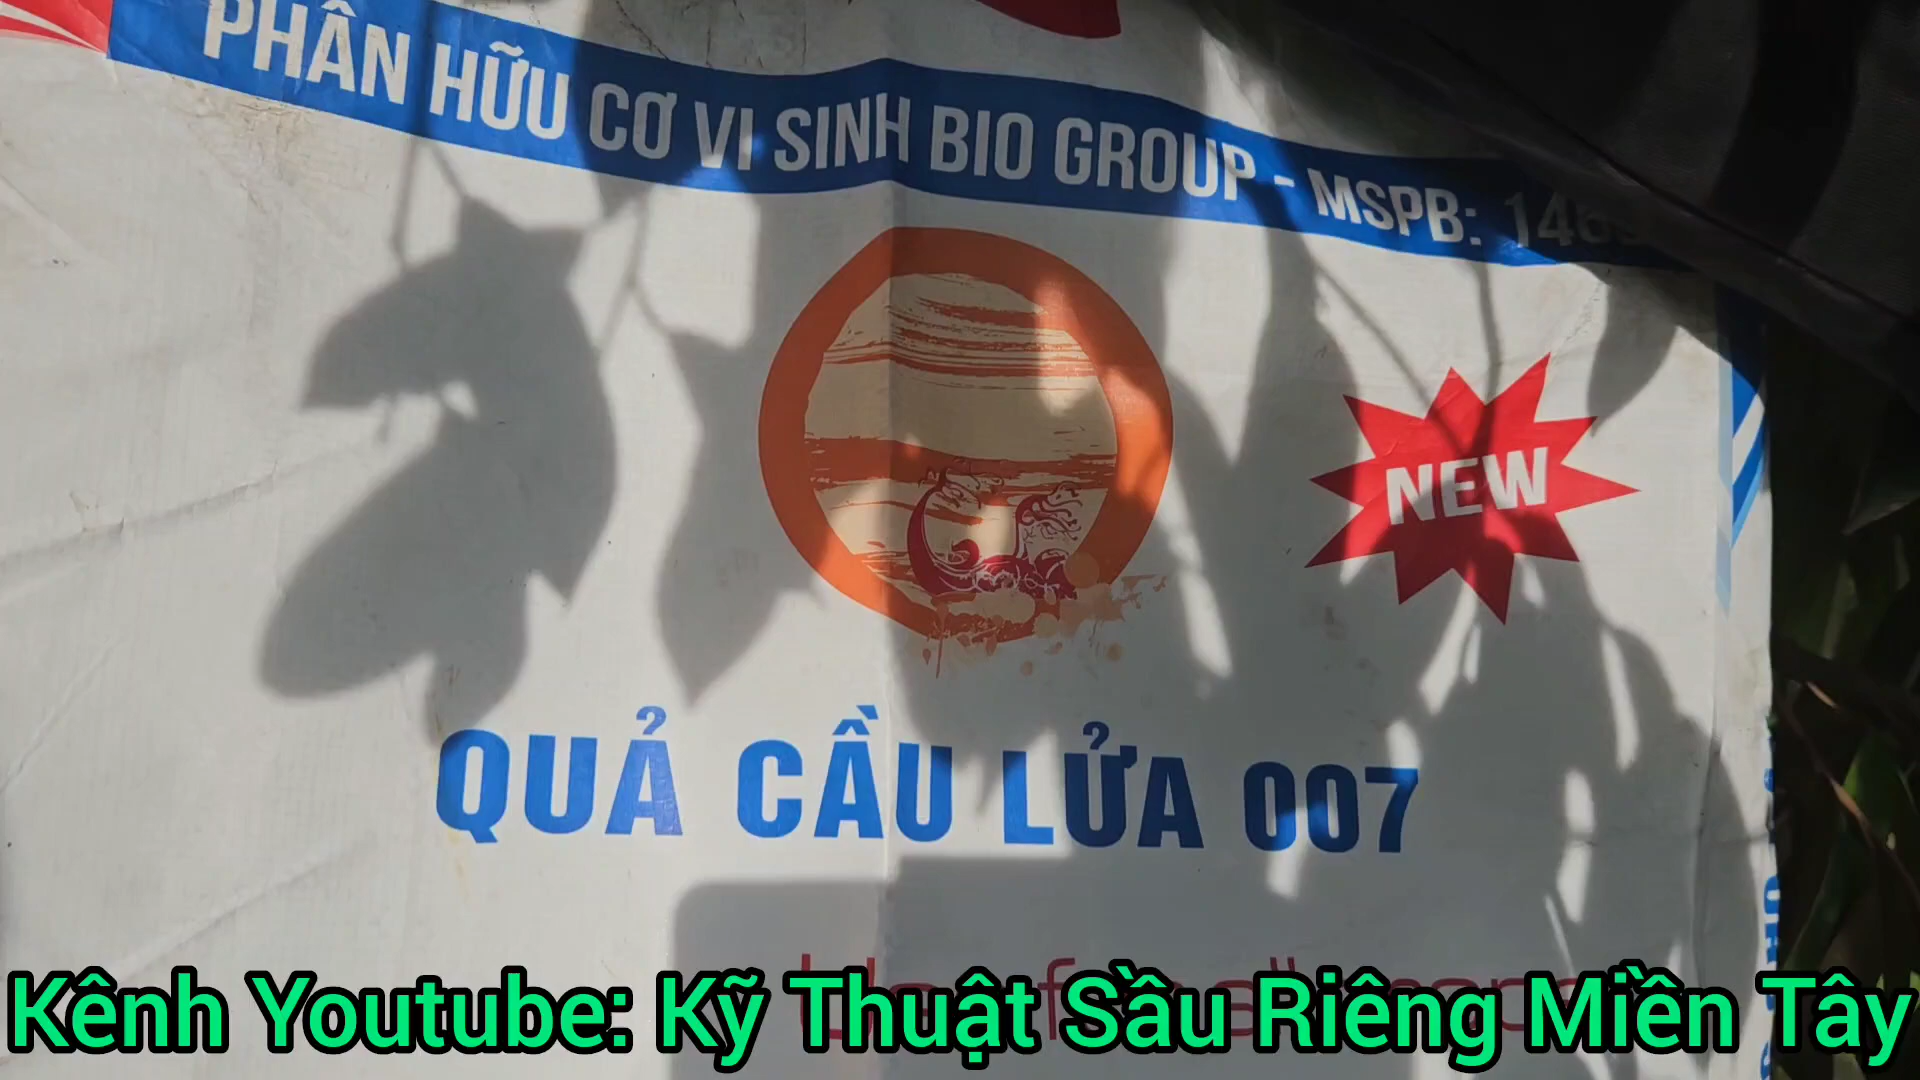 PHÂN HỮU CƠ VI SINH BIO GROUP - MSPB:
NEW
QUẢ CẦU LỬA 007
Kênh Youtube: Kỹ Thuật Sầu Riêng Miền Tây